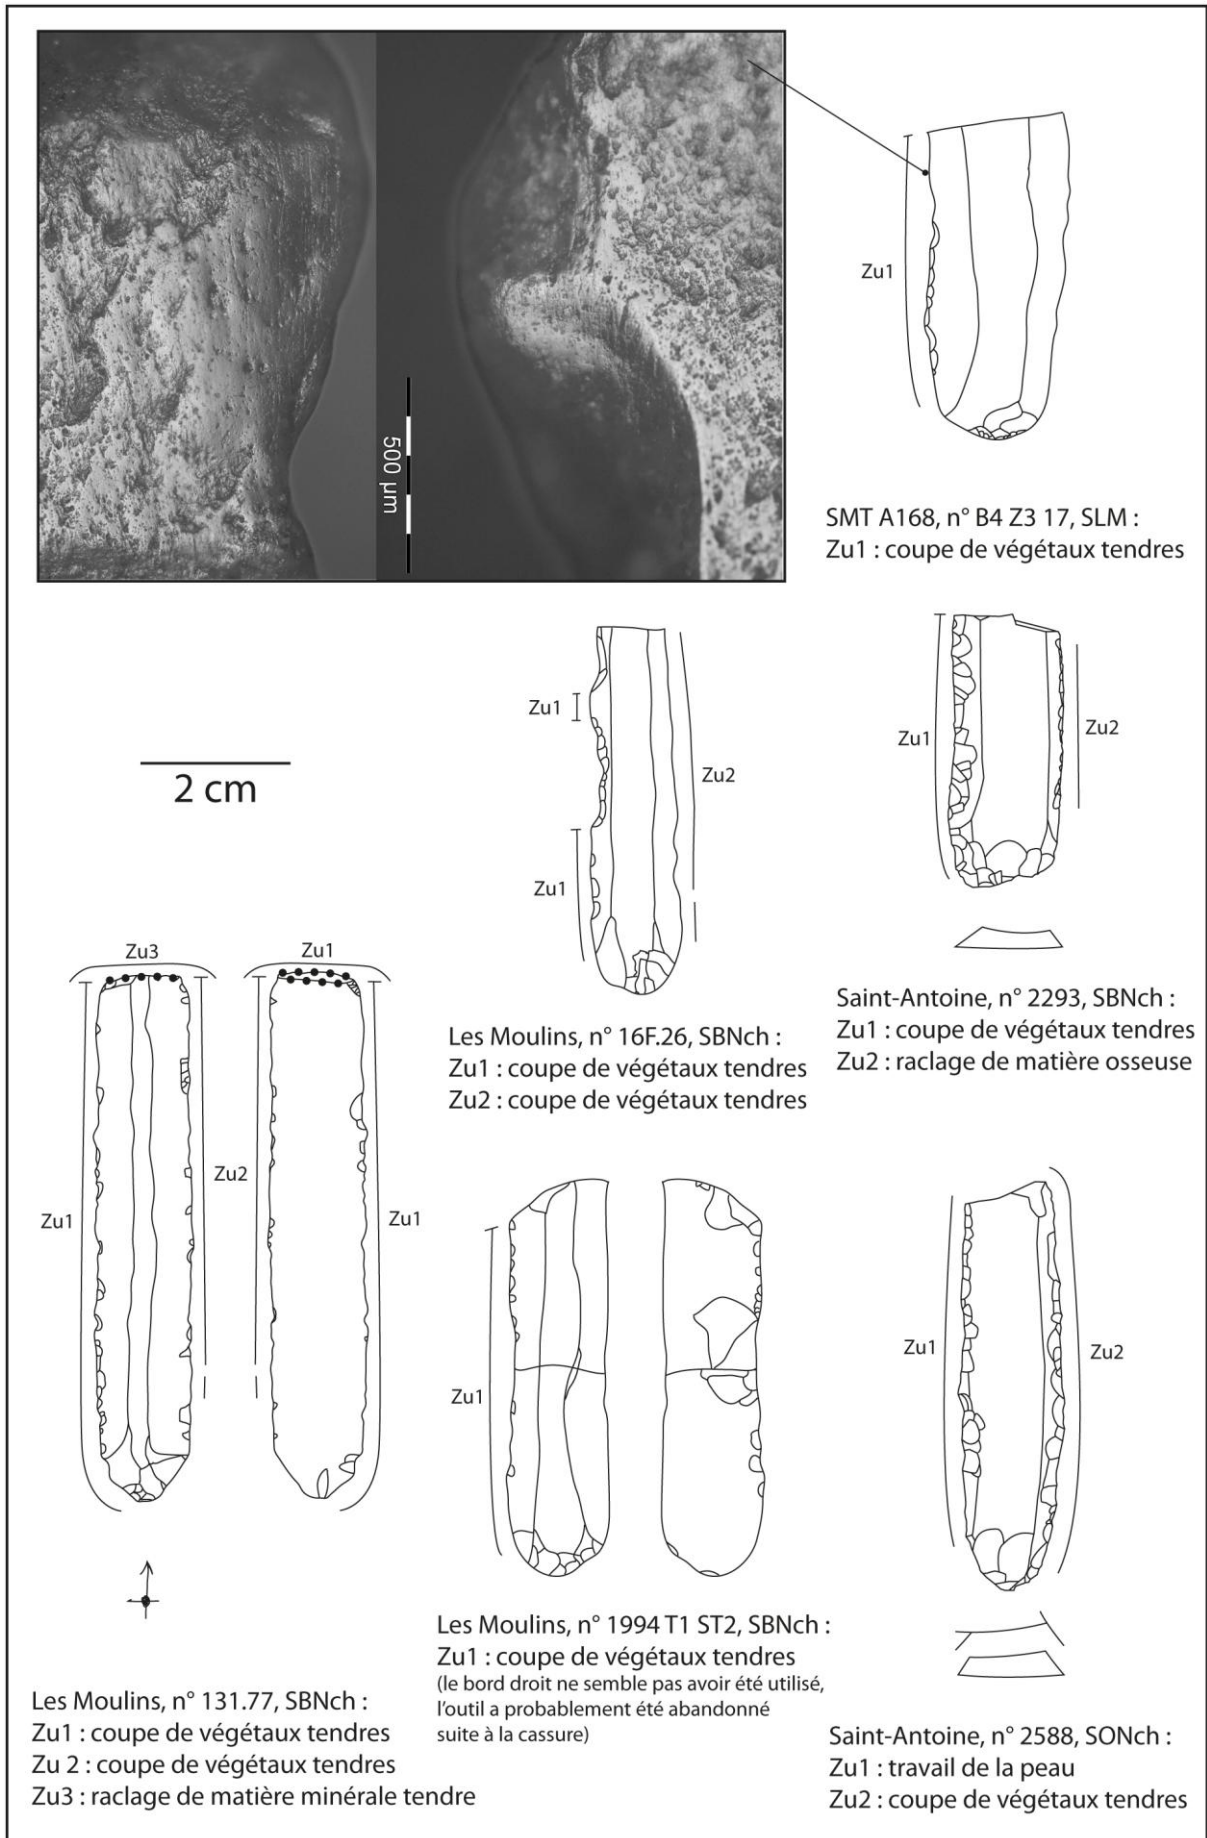 500 µm
Zu1
SMT A168, n° B4 Z3 17, SLM :
Zu1 : coupe de végétaux tendres
2 cm
Zu1
Zu2
Zu1
Les Moulins, n° 16F.26, SBNch :
Zu1 : coupe de végétaux tendres
Zu2 : coupe de végétaux tendres
Zu1
Zu2
Saint-Antoine, n° 2293, SBNch :
Zu1 : coupe de végétaux tendres
Zu2 : raclage de matière osseuse
Zu3
Zu1
Zu1
Zu2
Zu1
Les Moulins, n° 131.77, SBNch :
Zu1 : coupe de végétaux tendres
Zu 2 : coupe de végétaux tendres
Zu3 : raclage de matière minérale tendre
Zu1
Les Moulins, n° 1994 T1 ST2, SBNch :
Zu1 : coupe de végétaux tendres
(le bord droit ne semble pas avoir été utilisé,
l'outil a probablement été abandonné
suite à la cassure)
Zu1
Zu2
Saint-Antoine, n° 2588, SONch :
Zu1 : travail de la peau
Zu2 : coupe de végétaux tendres